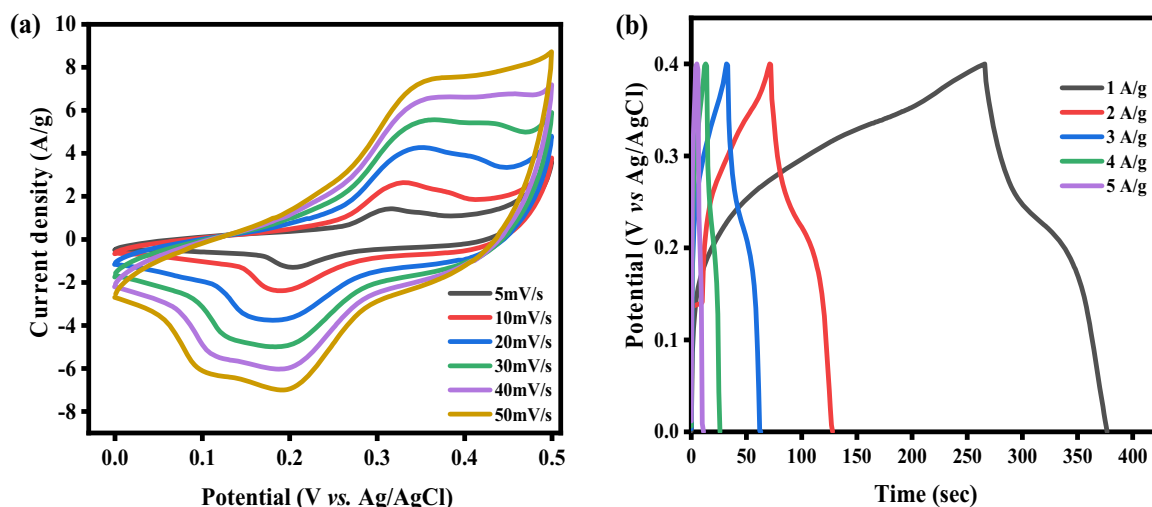 (a)
Current density (A/g)
10
8
6
4
2
0
-2
-4
-6
-8
5mV/s
10mV/s
20mV/s
30mV/s
40mV/s
50mV/s
0.0 0.1 0.2 0.3 0.4 0.5
Potential (V vs. Ag/AgCl)
(b)
Potential (V vs Ag/AgCl)
0.4
0.3
0.2
0.1
0.0
1 A/g
2 A/g
3 A/g
4 A/g
5 A/g
0 50 100 150 200 250 300 350 400
Time (sec)